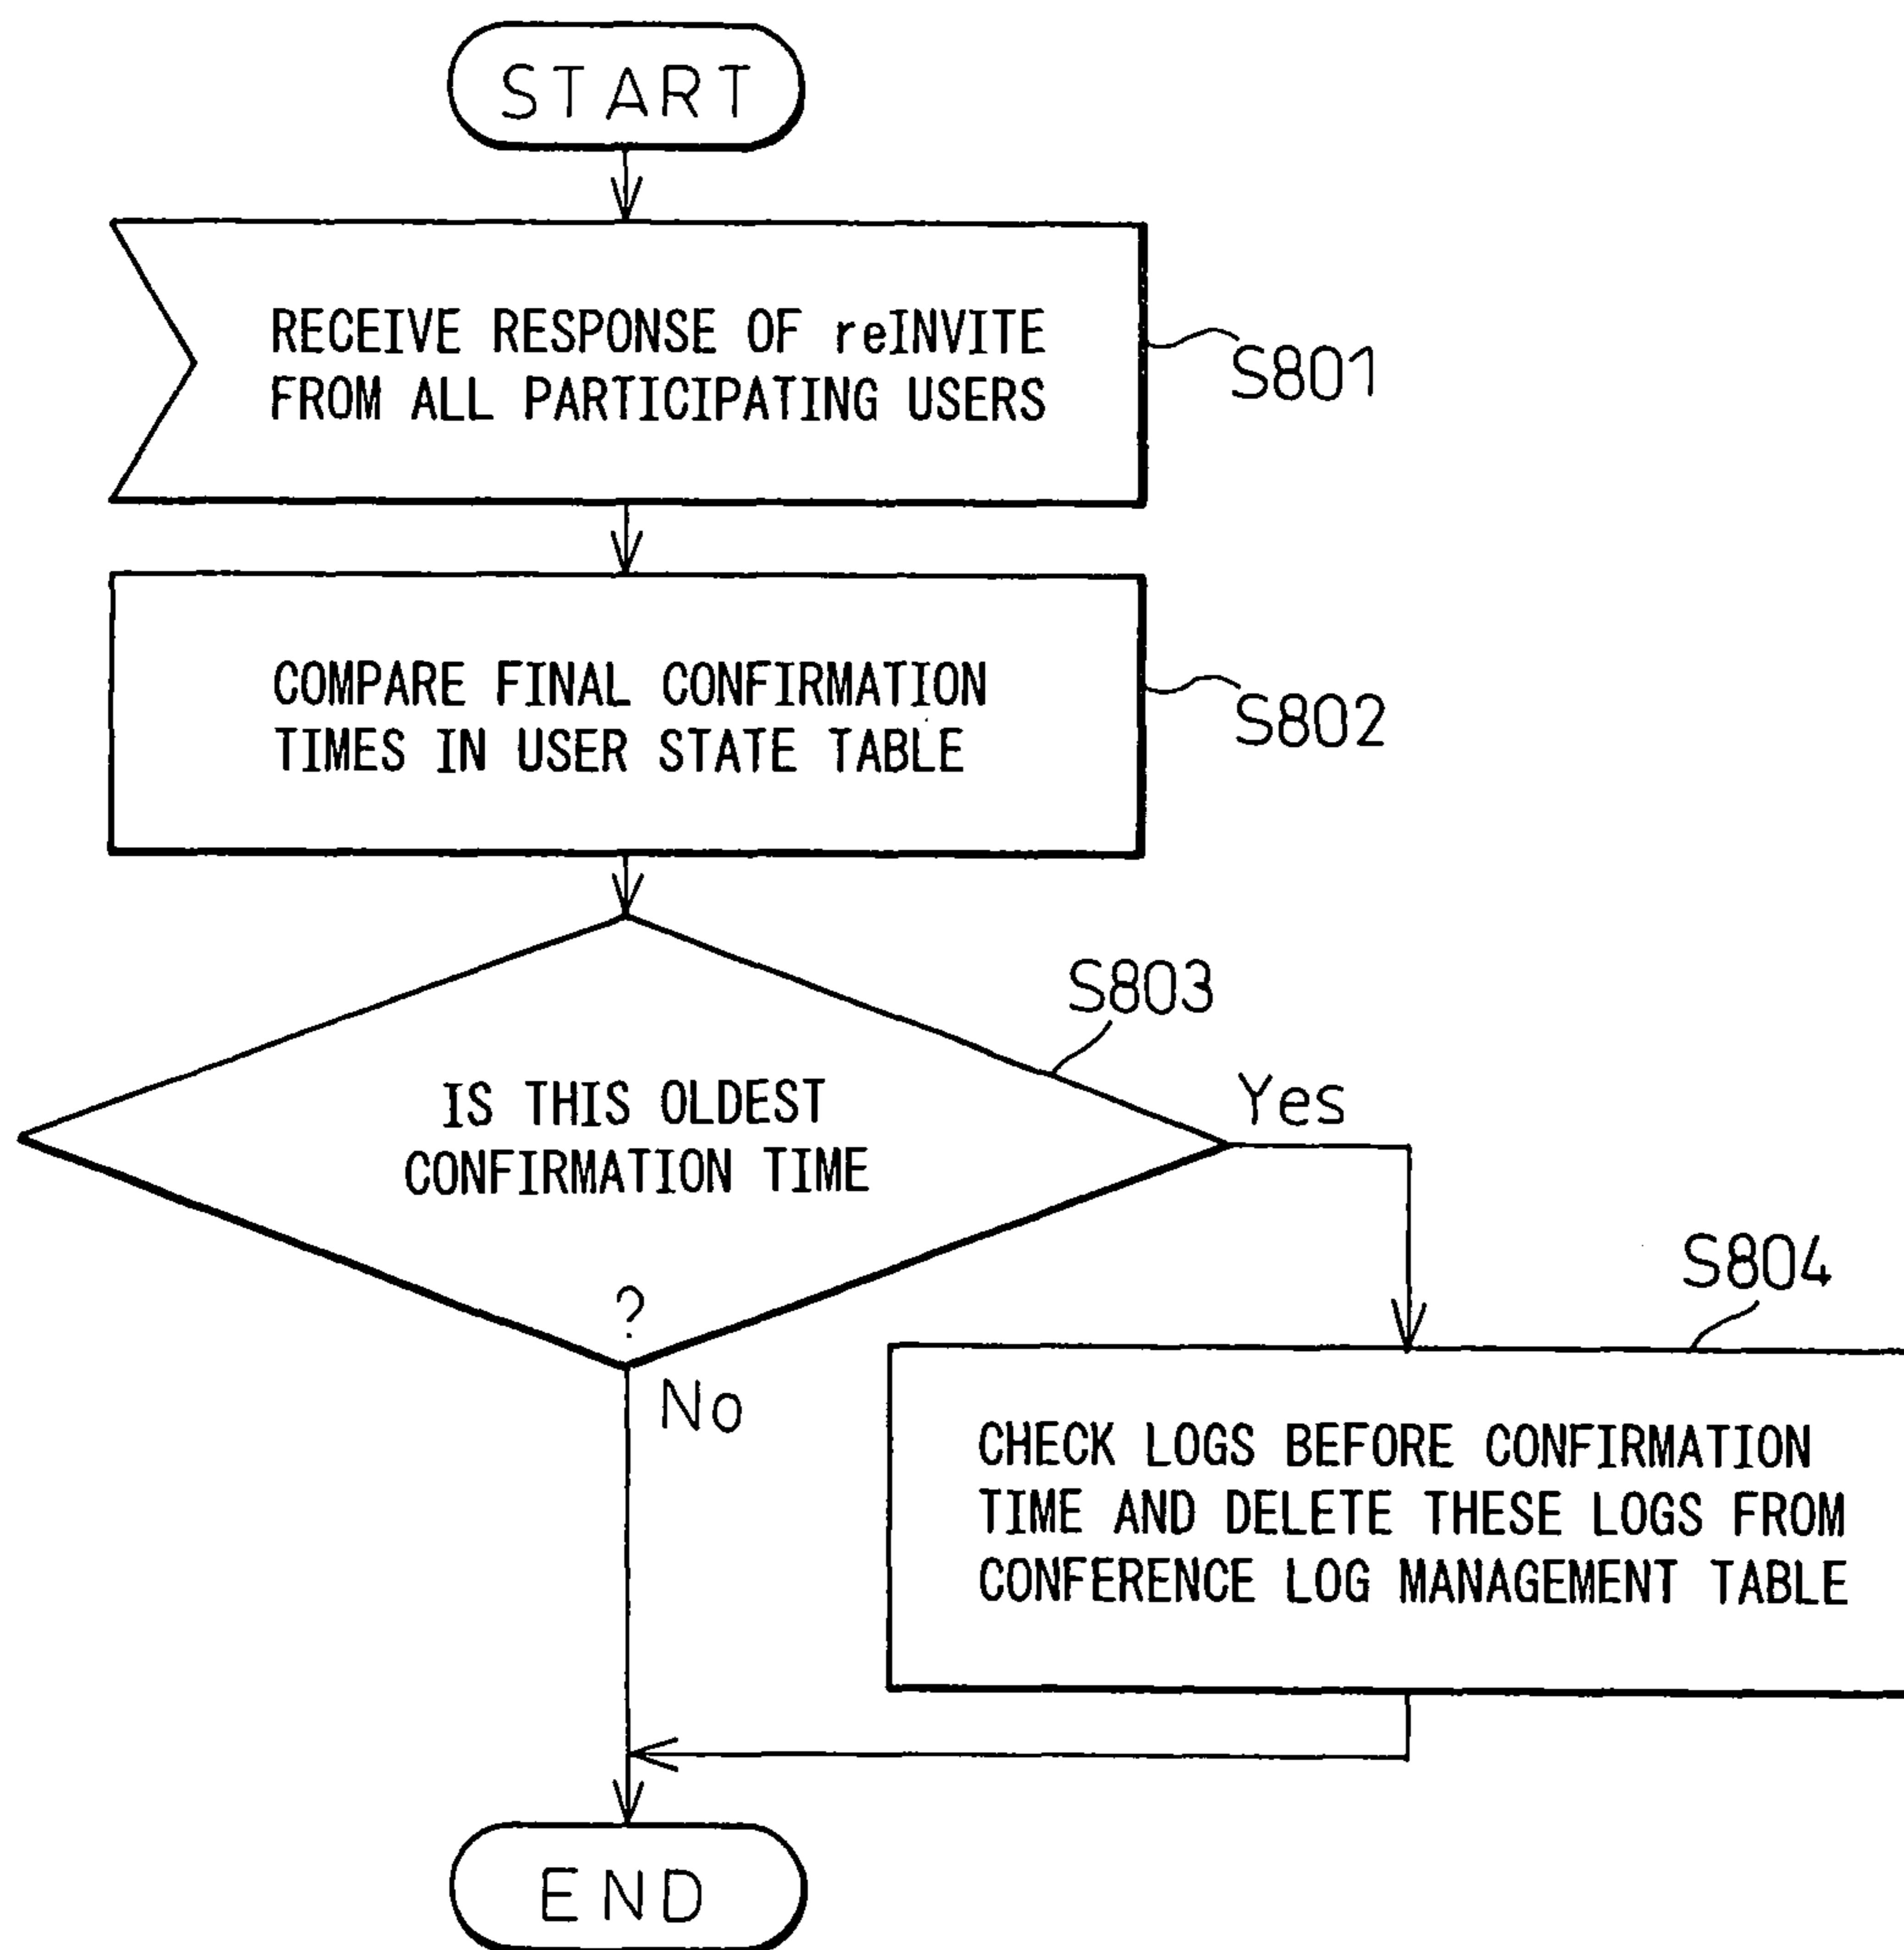 START
RECEIVE RESPONSE OF reINVITE
FROM ALL PARTICIPATING USERS
S801
COMPARE FINAL CONFIRMATION
TIMES IN USER STATE TABLE
S802
S803
IS THIS OLDEST
CONFIRMATION TIME
?
Yes
No
S804
CHECK LOGS BEFORE CONFIRMATION
TIME AND DELETE THESE LOGS FROM
CONFERENCE LOG MANAGEMENT TABLE
END